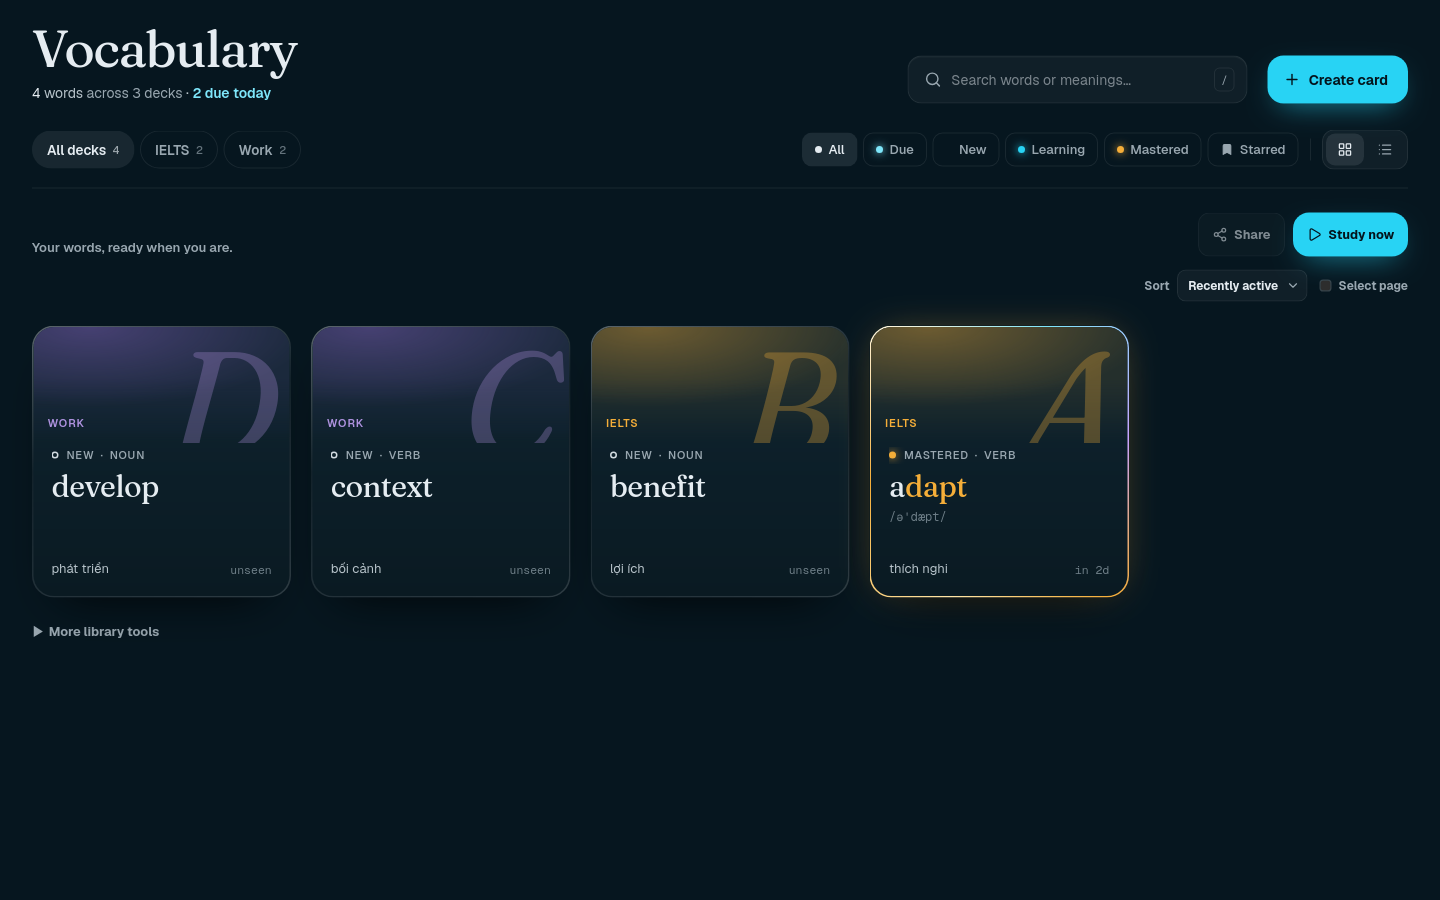 Vocabulary
4 words across 3 decks · 2 due today
Search words or meanings...
/
Create card
All decks 4
IELTS 2
Work 2
All
Due
New
Learning
Mastered
Starred
Your words, ready when you are.
Share
Study now
Sort
Recently active
Select page
D
WORK
NEW · NOUN
develop
phát triển
unseen
C
WORK
NEW · VERB
context
bối cảnh
unseen
B
IELTS
NEW · NOUN
benefit
lợi ích
unseen
A
IELTS
MASTERED · VERB
adapt
/əˈdæpt/
thích nghi
in 2d
More library tools